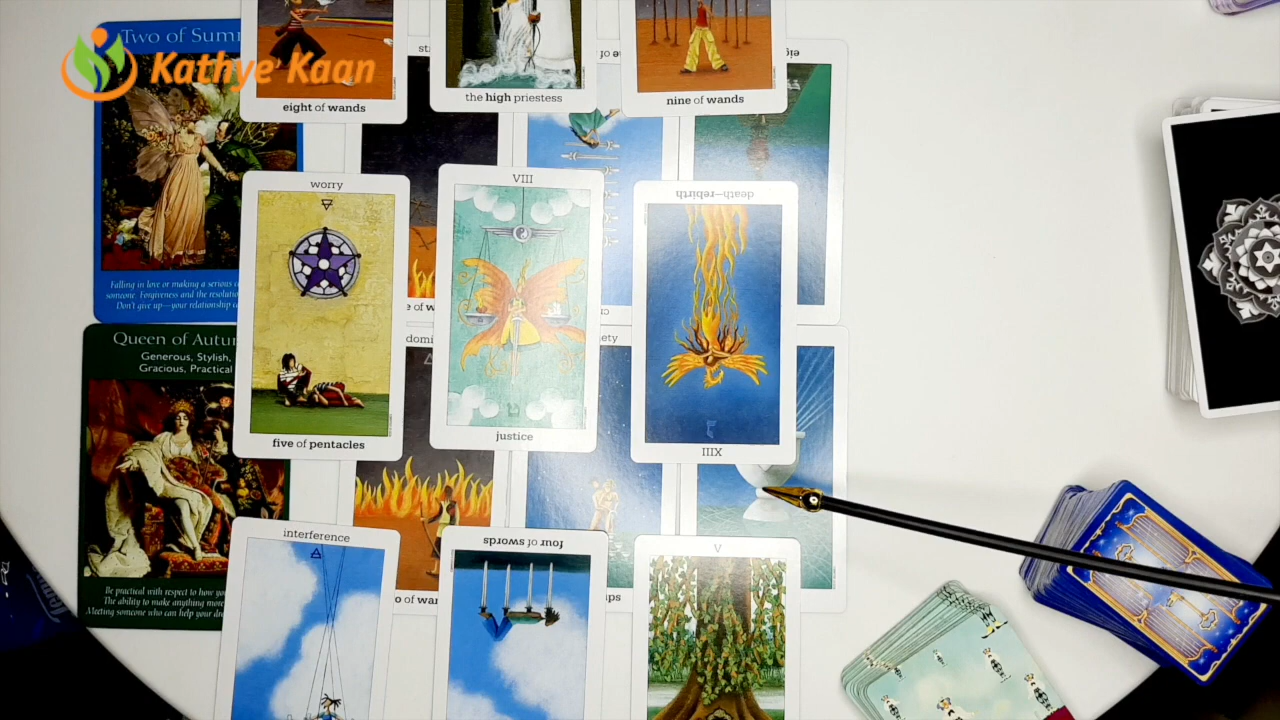 Two of Summ
Kathye Kaan
eight of wands
the high priestess
nine of wands
worry
VIII
death–rebirth
Falling in love or making a serious
someone. Forgiveness and the
Don't give up—your relationship
Queen of Autu
Generous, Stylish,
Gracious, Practical
five of pentacles
justice
XIII
interference
four of swords
V
Be practical with respect to how
The ability to make anything more
Meeting someone who can help your